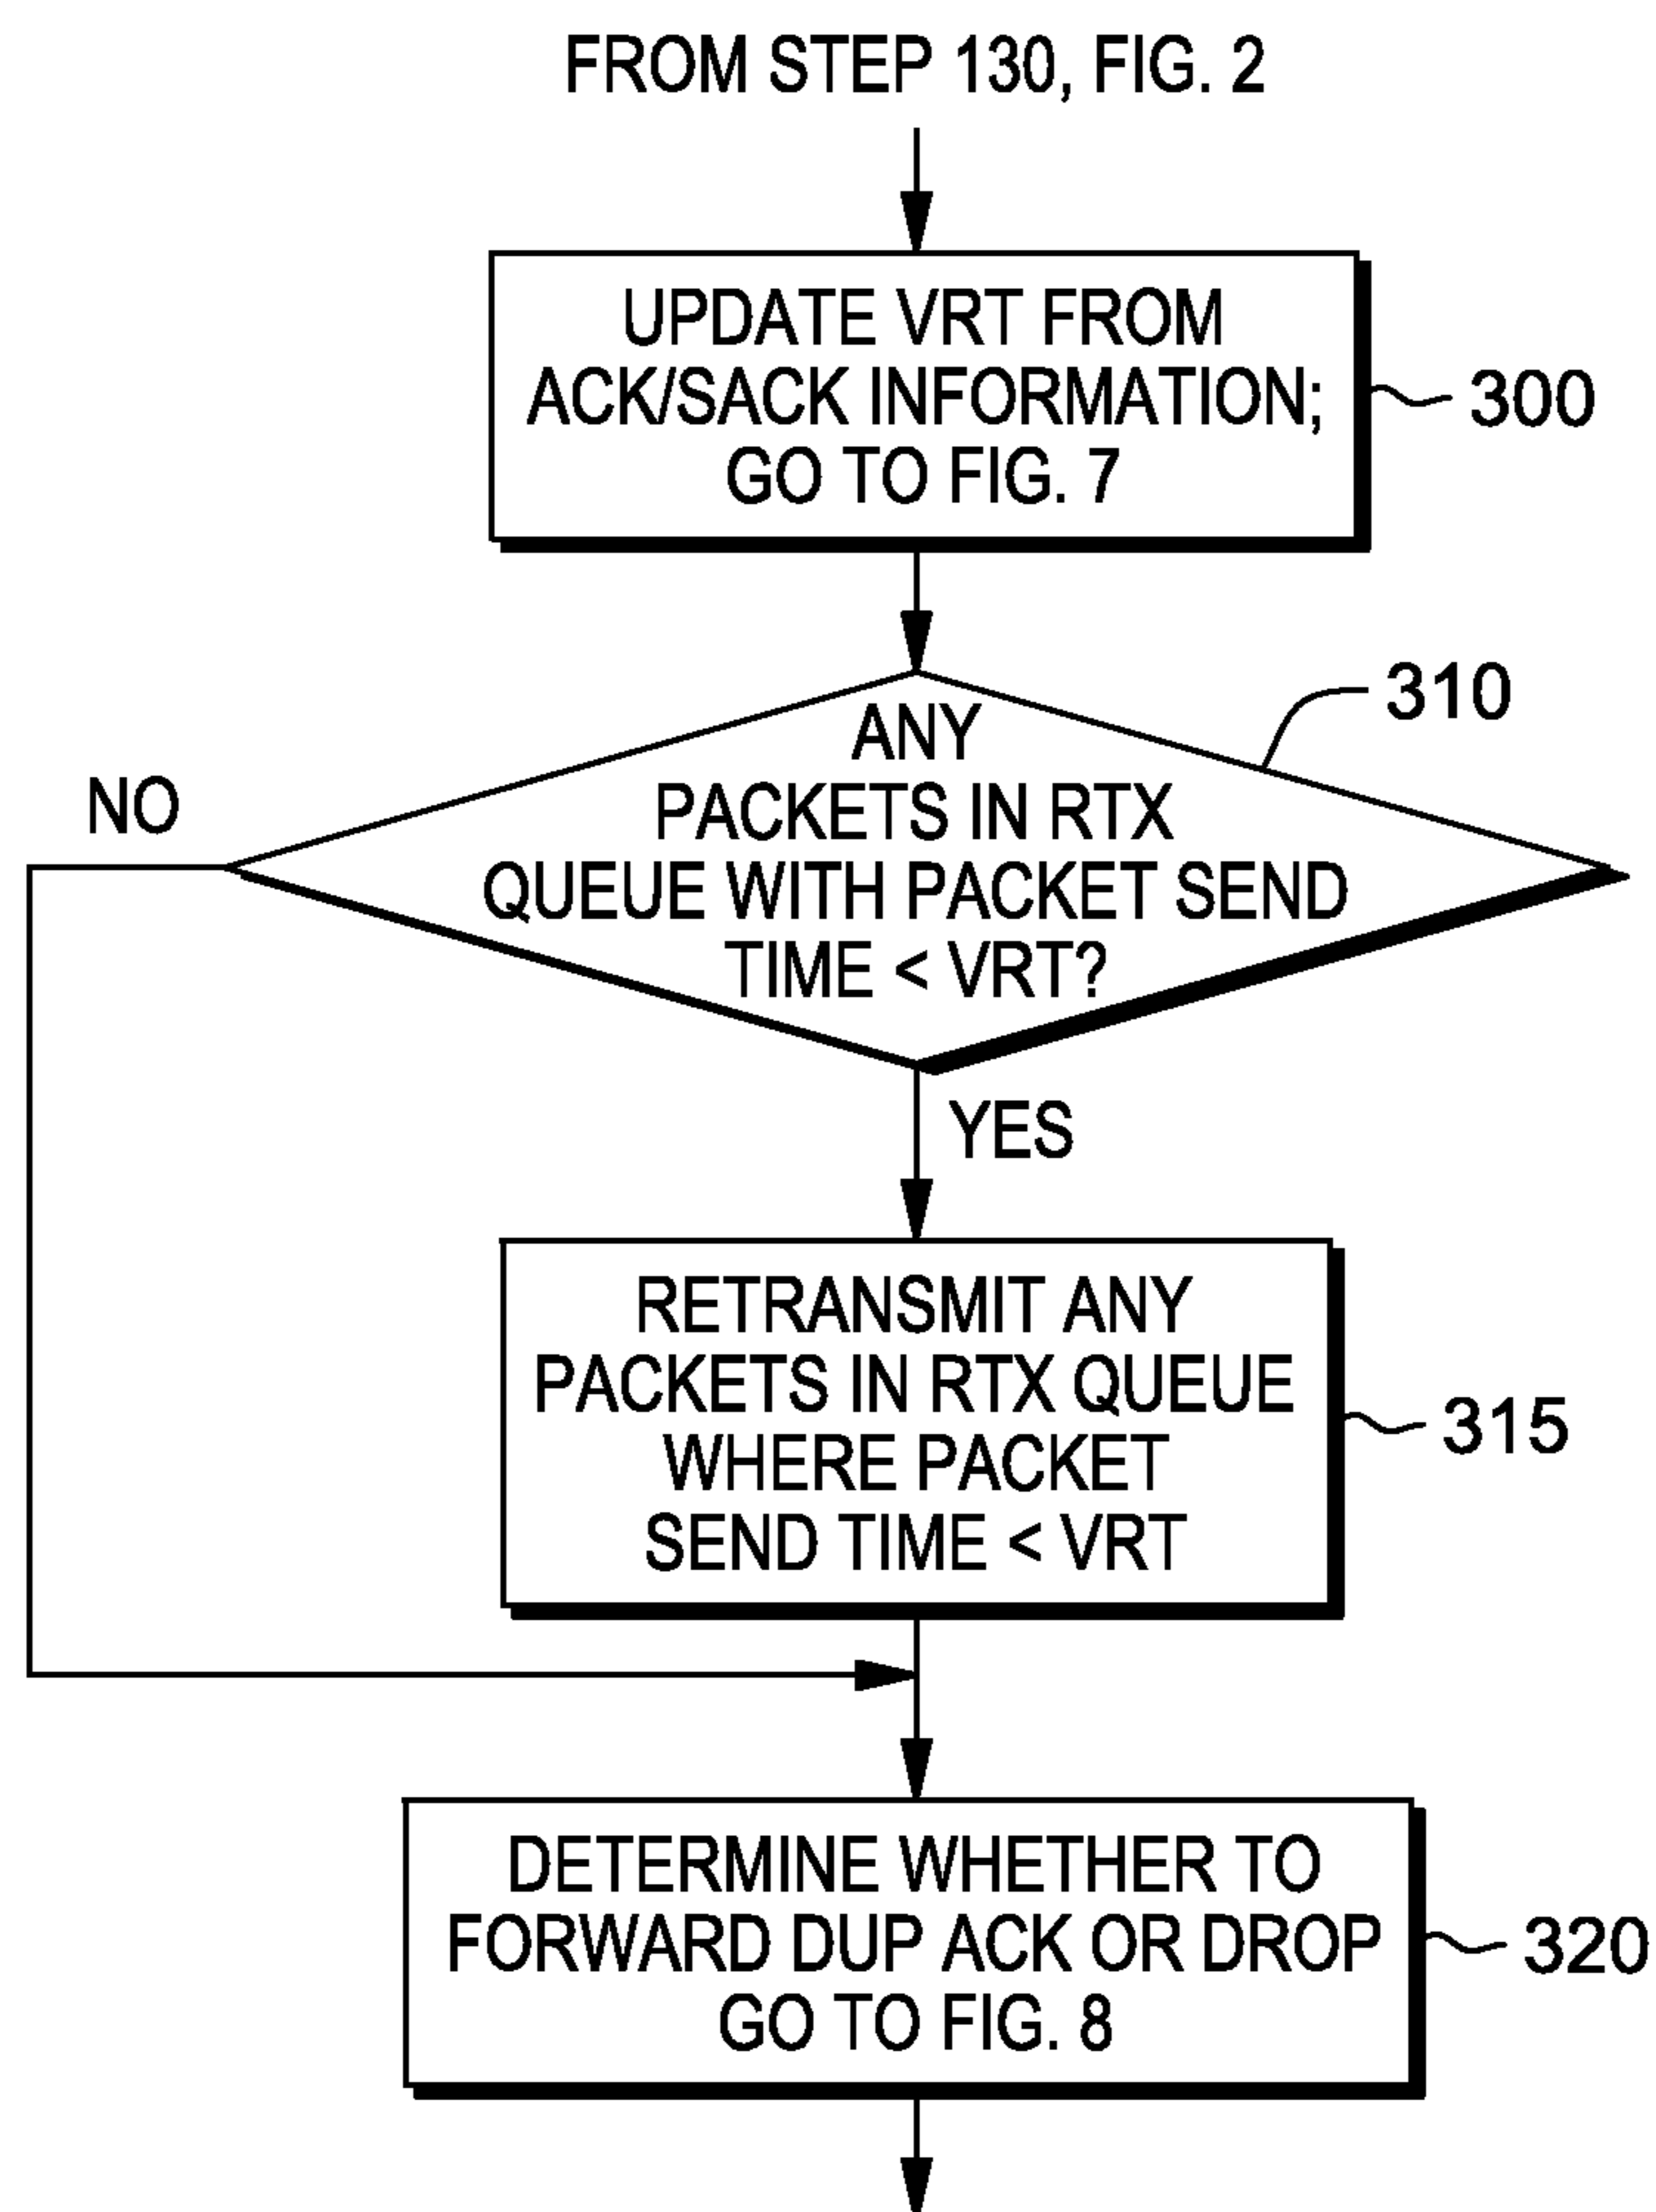 FROM STEP 130, FIG. 2
UPDATE VRT FROM
ACK/SACK INFORMATION;
GO TO FIG. 7
300
310
ANY
PACKETS IN RTX
QUEUE WITH PACKET SEND
TIME < VRT?
NO
YES
RETRANSMIT ANY
PACKETS IN RTX QUEUE
WHERE PACKET
SEND TIME < VRT
315
DETERMINE WHETHER TO
FORWARD DUP ACK OR DROP
GO TO FIG. 8
320